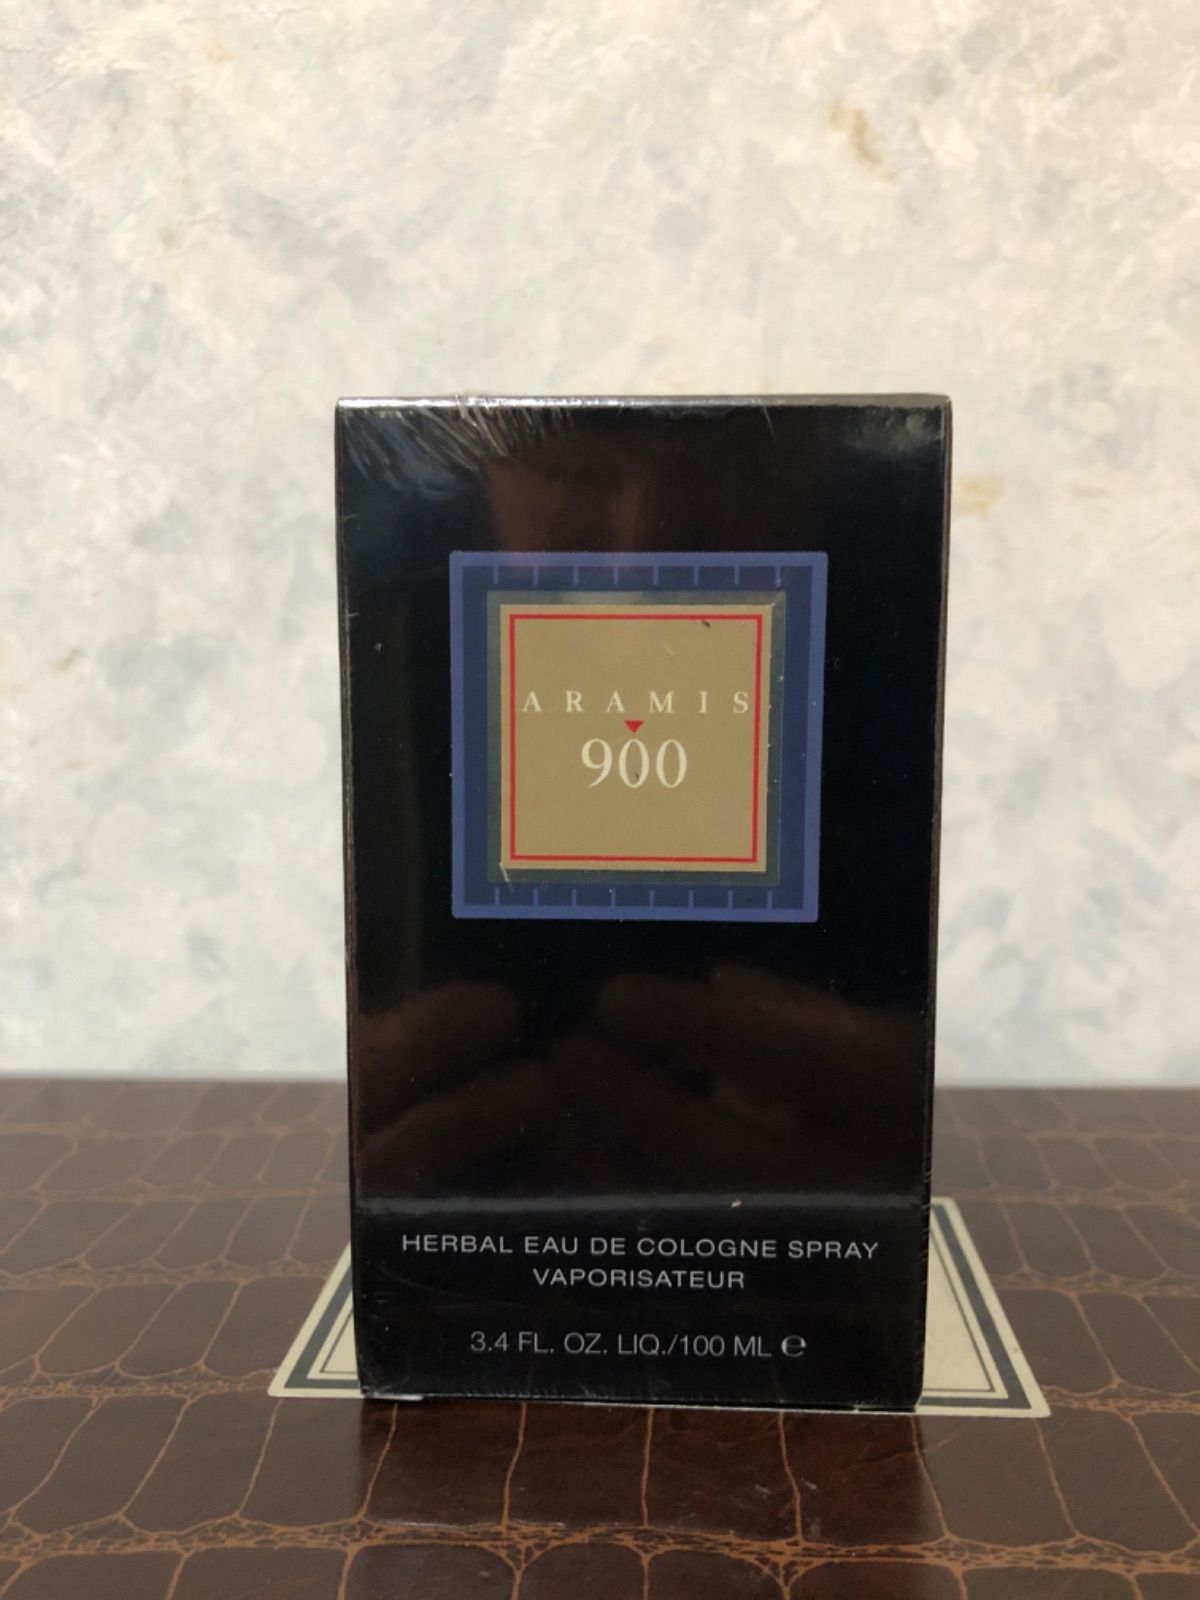 ARAMIS
900
HERBAL EAU DE COLOGNE SPRAY
VAPORISATEUR
3.4 FL. OZ. LIQ./100 ML ℮